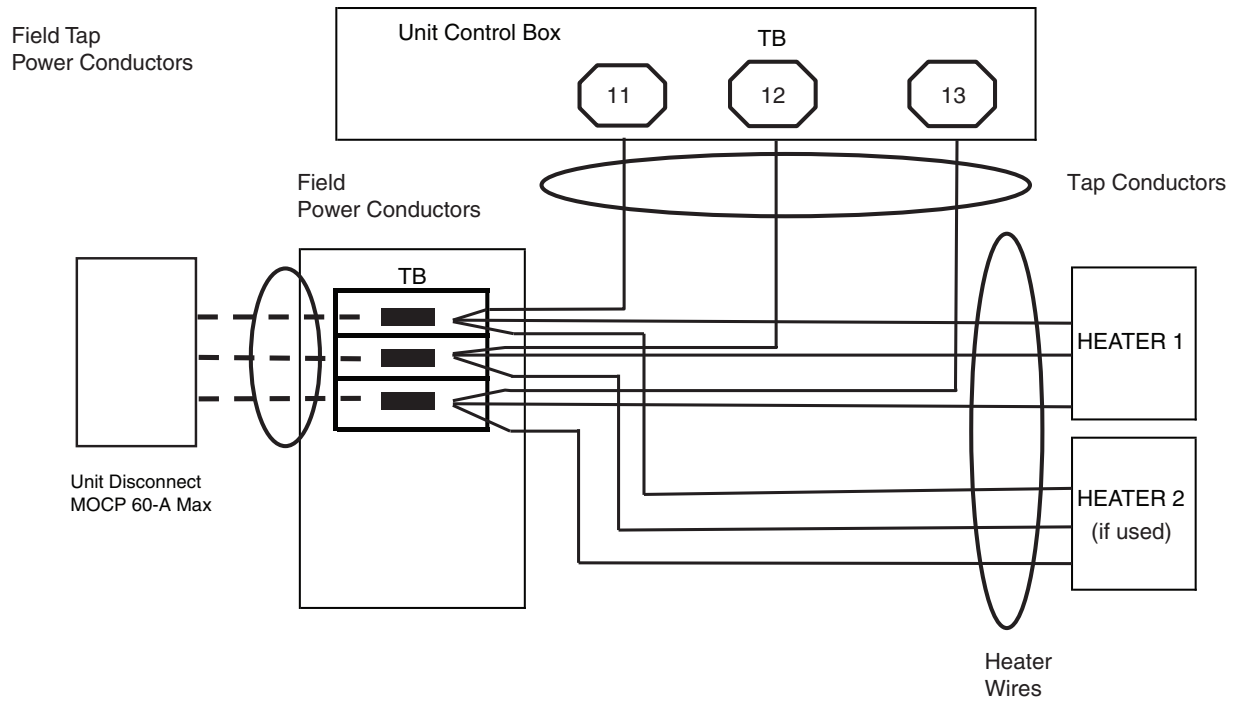 Field Tap
Power Conductors
Unit Control Box
TB
11
12
13
Field
Power Conductors
Tap Conductors
TB
HEATER 1
Unit Disconnect
MOCP 60-A Max
HEATER 2
(if used)
Heater
Wires